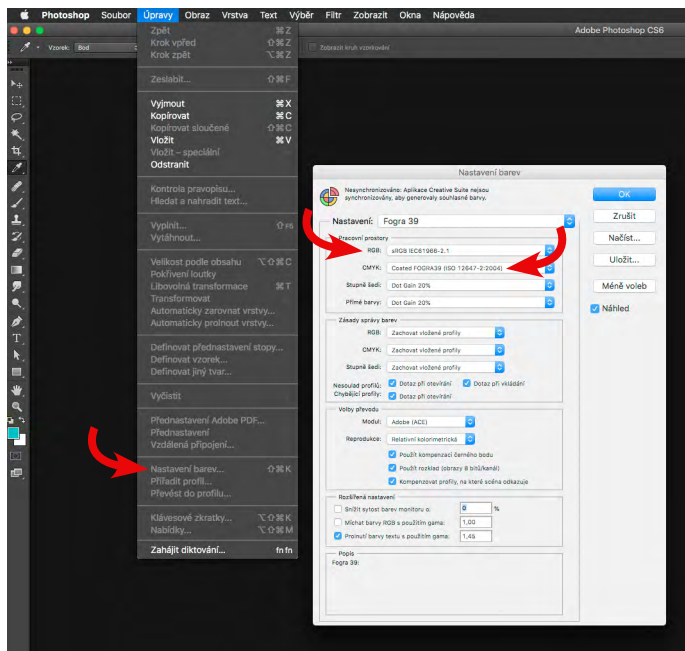 Photoshop Soubor Úpravy Obraz Vrstva Text Výběr Filtr Zobrazit Okna Nápověda
Adobe Photoshop CS6
Vzorek: Bod
Zobrazit kruh vzorkování
Zpět ⌘Z
Krok vpřed ⇧⌘Z
Krok zpět ⌥⌘Z
Zeslabit... ⇧⌘F
Vyjmout ⌘X
Kopírovat ⌘C
Kopírovat sloučené ⇧⌘C
Vložit ⌘V
Vložit – speciální
Odstranit
Kontrola pravopisu...
Hledat a nahradit text...
Vyplnit... ⇧F5
Vytáhnout...
Velikost podle obsahu ⌥⇧⌘C
Pokřivení loutky
Libovolná transformace ⌘T
Transformovat
Automaticky zarovnat vrstvy...
Automaticky prolnout vrstvy...
Definovat přednastavení stopy...
Definovat vzorek...
Definovat jiný tvar...
Vyčistit
Přednastavení Adobe PDF...
Přednastavení
Vzdálená připojení...
Nastavení barev... ⇧⌘K
Přiřadit profil...
Převést do profilu...
Klávesové zkratky... ⌥⇧⌘K
Nabídky... ⌥⇧⌘M
Zahájit diktování... fn fn
Nastavení barev
Nesynchronizováno: Aplikace Creative Suite nejsou
synchronizovány, aby generovaly souhlasné barvy.
Nastavení: Fogra 39
Pracovní prostory
RGB: sRGB IEC61966-2.1
CMYK: Coated FOGRA39 (ISO 12647-2:2004)
Stupně šedi: Dot Gain 20%
Přímé barvy: Dot Gain 20%
Zásady správy barev
RGB: Zachovat vložené profily
CMYK: Zachovat vložené profily
Stupně šedi: Zachovat vložené profily
Nesoulad profilů: Dotaz při otevírání Dotaz při vkládání
Chybějící profily: Dotaz při otevírání
Volby převodu
Modul: Adobe (ACE)
Reprodukce: Relativní kolorimetrická
Použít kompenzaci černého bodu
Použít rozklad (obrazy 8 bitů/kanál)
Kompenzovat profily, na které scéna odkazuje
Rozšířená nastavení
Snížit sytost barev monitoru o: 0 %
Míchat barvy RGB s použitím gama: 1,00
Prolnutí barvy textu s použitím gama: 1,45
Popis
Fogra 39:
OK
Zrušit
Načíst...
Uložit...
Méně voleb
Náhled